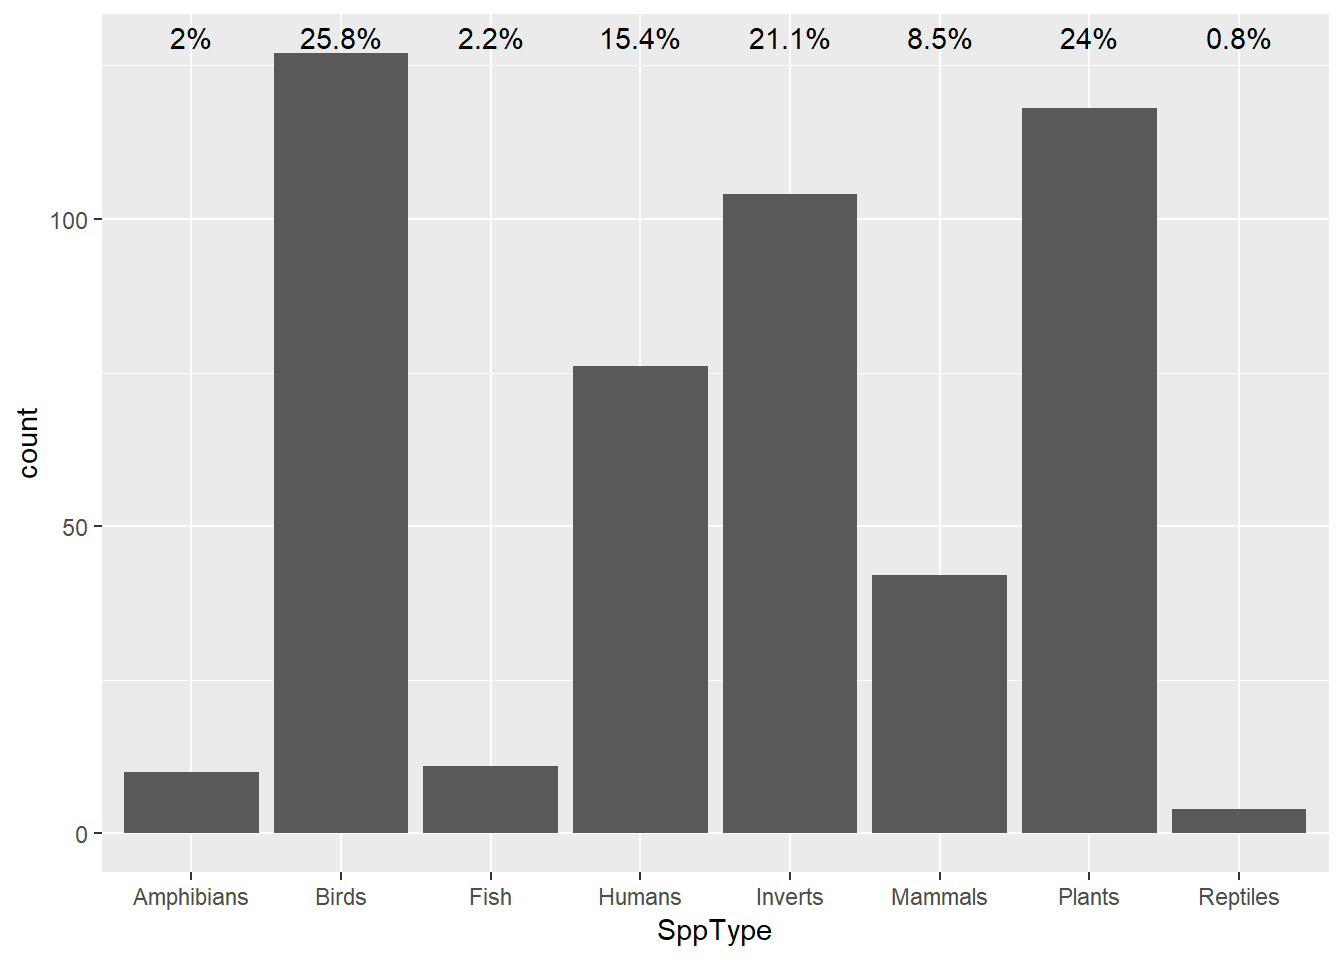 2% 25.8% 2.2% 15.4% 21.1% 8.5% 24% 0.8%
100
50
0
count
Amphibians Birds Fish Humans Inverts Mammals Plants Reptiles
SppType